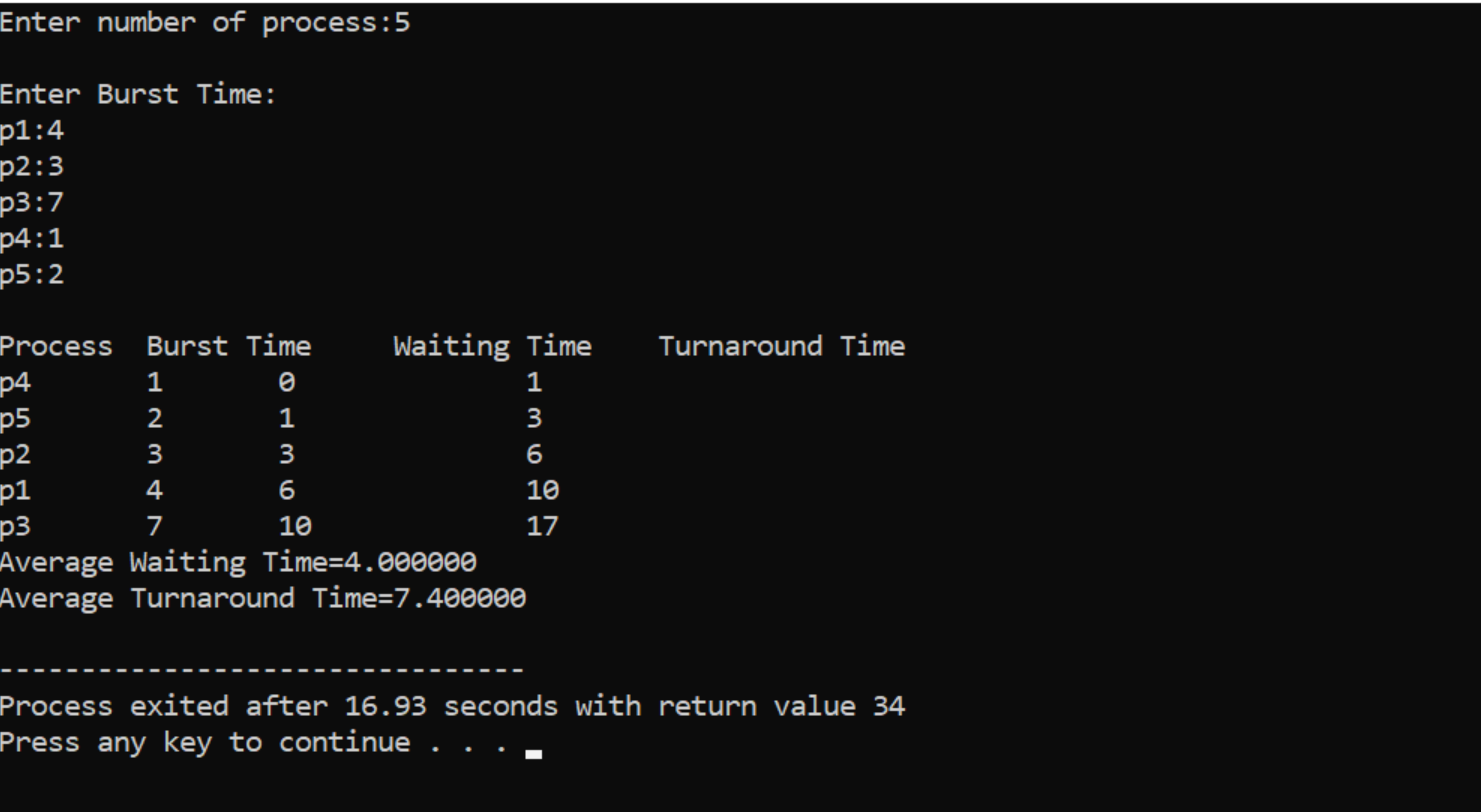 Enter number of process:5
Enter Burst Time:
p1:4
p2:3
p3:7
p4:1
p5:2
Process  Burst Time     Waiting Time    Turnaround Time
p4       1       0              1
p5       2       1              3
p2       3       3              6
p1       4       6              10
p3       7       10             17
Average Waiting Time=4.000000
Average Turnaround Time=7.400000
--------------------------------
Process exited after 16.93 seconds with return value 34
Press any key to continue . . .